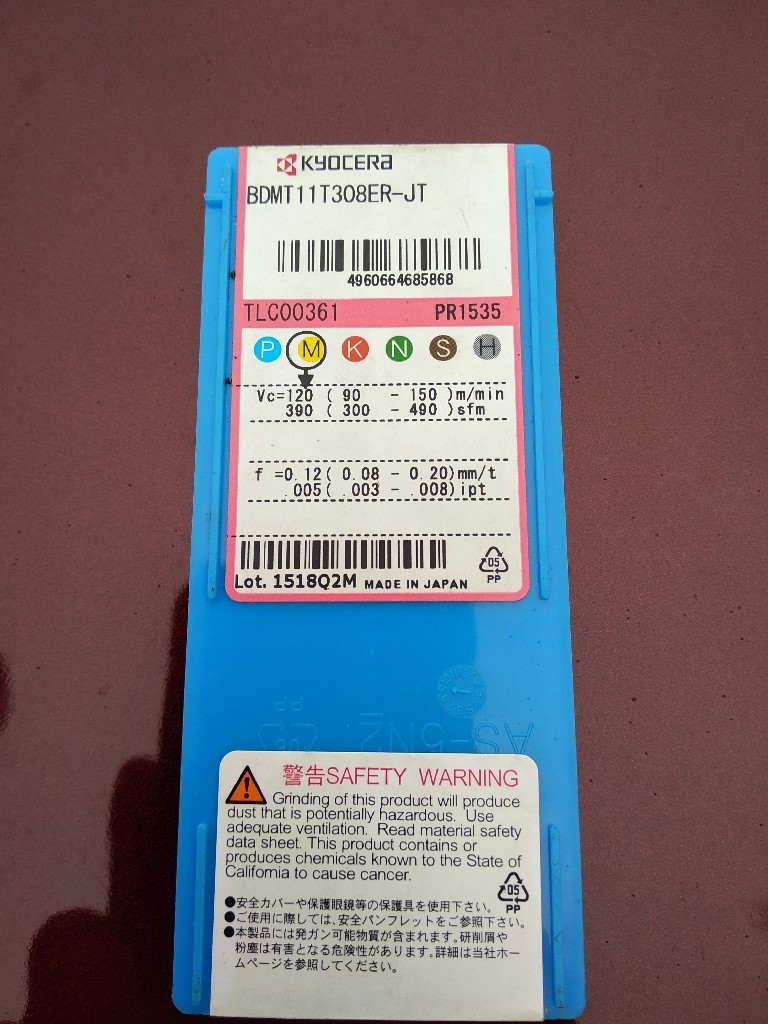 KYOCERA
BDMT11T308ER-JT
4960664685868
TLC00361 PR1535
P M K N S H
Vc=120 ( 90 - 150 )m/min
390 ( 300 - 490 )sfm
f =0.12( 0.08 - 0.20)mm/t
.005( .003 - .008)ipt
Lot. 1518Q2M MADE IN JAPAN
05
PP
1
PP
AS-5N
警告SAFETY WARNING
Grinding of this product will produce
dust that is potentially hazardous. Use
adequate ventilation. Read material safety
data sheet. This product contains or
produces chemicals known to the State of
California to cause cancer.
05
PP
●安全カバーや保護眼鏡等の保護具を使用下さい。
●ご使用に際しては、安全パンフレットをご参照下さい。
●本製品には発ガン可能物質が含まれます。研削屑や
粉塵は有害となる危険性があります。詳細は当社ホー
ムページを参照してください。